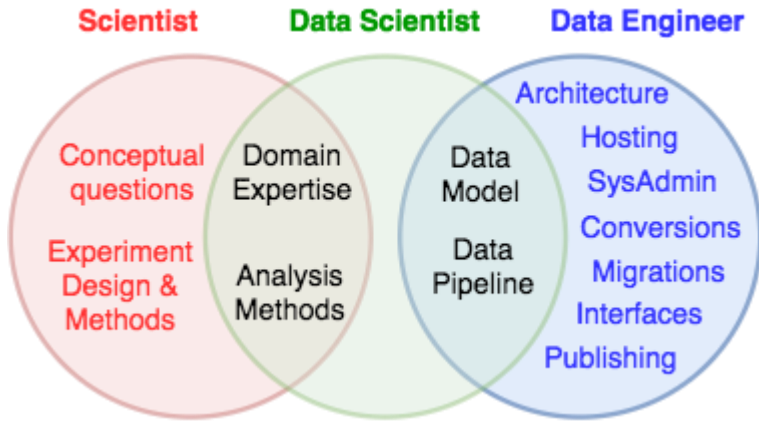 Scientist
Data Scientist
Data Engineer
Conceptual
questions
Experiment
Design &
Methods
Domain
Expertise
Analysis
Methods
Data
Model
Data
Pipeline
Architecture
Hosting
SysAdmin
Conversions
Migrations
Interfaces
Publishing